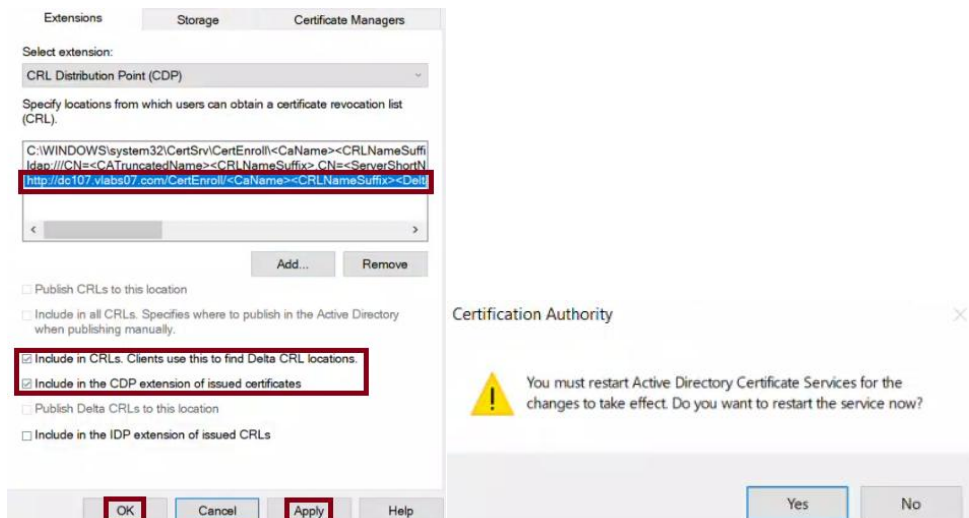 Extensions
Storage
Certificate Managers
Select extension:
CRL Distribution Point (CDP)
Specify locations from which users can obtain a certificate revocation list
(CRL).
C:\WINDOWS\system32\CertSrv\CertEnroll\<CaName><CRLNameSuffi
ldap:///CN=<CATruncatedName><CRLNameSuffix>,CN=<ServerShortN
http://dc107.vlabs07.com/CertEnroll/<CaName><CRLNameSuffix><Delt
Add...
Remove
Publish CRLs to this location
Include in all CRLs. Specifies where to publish in the Active Directory
when publishing manually.
Include in CRLs. Clients use this to find Delta CRL locations.
Include in the CDP extension of issued certificates
Publish Delta CRLs to this location
Include in the IDP extension of issued CRLs
OK
Cancel
Apply
Help
Certification Authority
You must restart Active Directory Certificate Services for the
changes to take effect. Do you want to restart the service now?
Yes
No